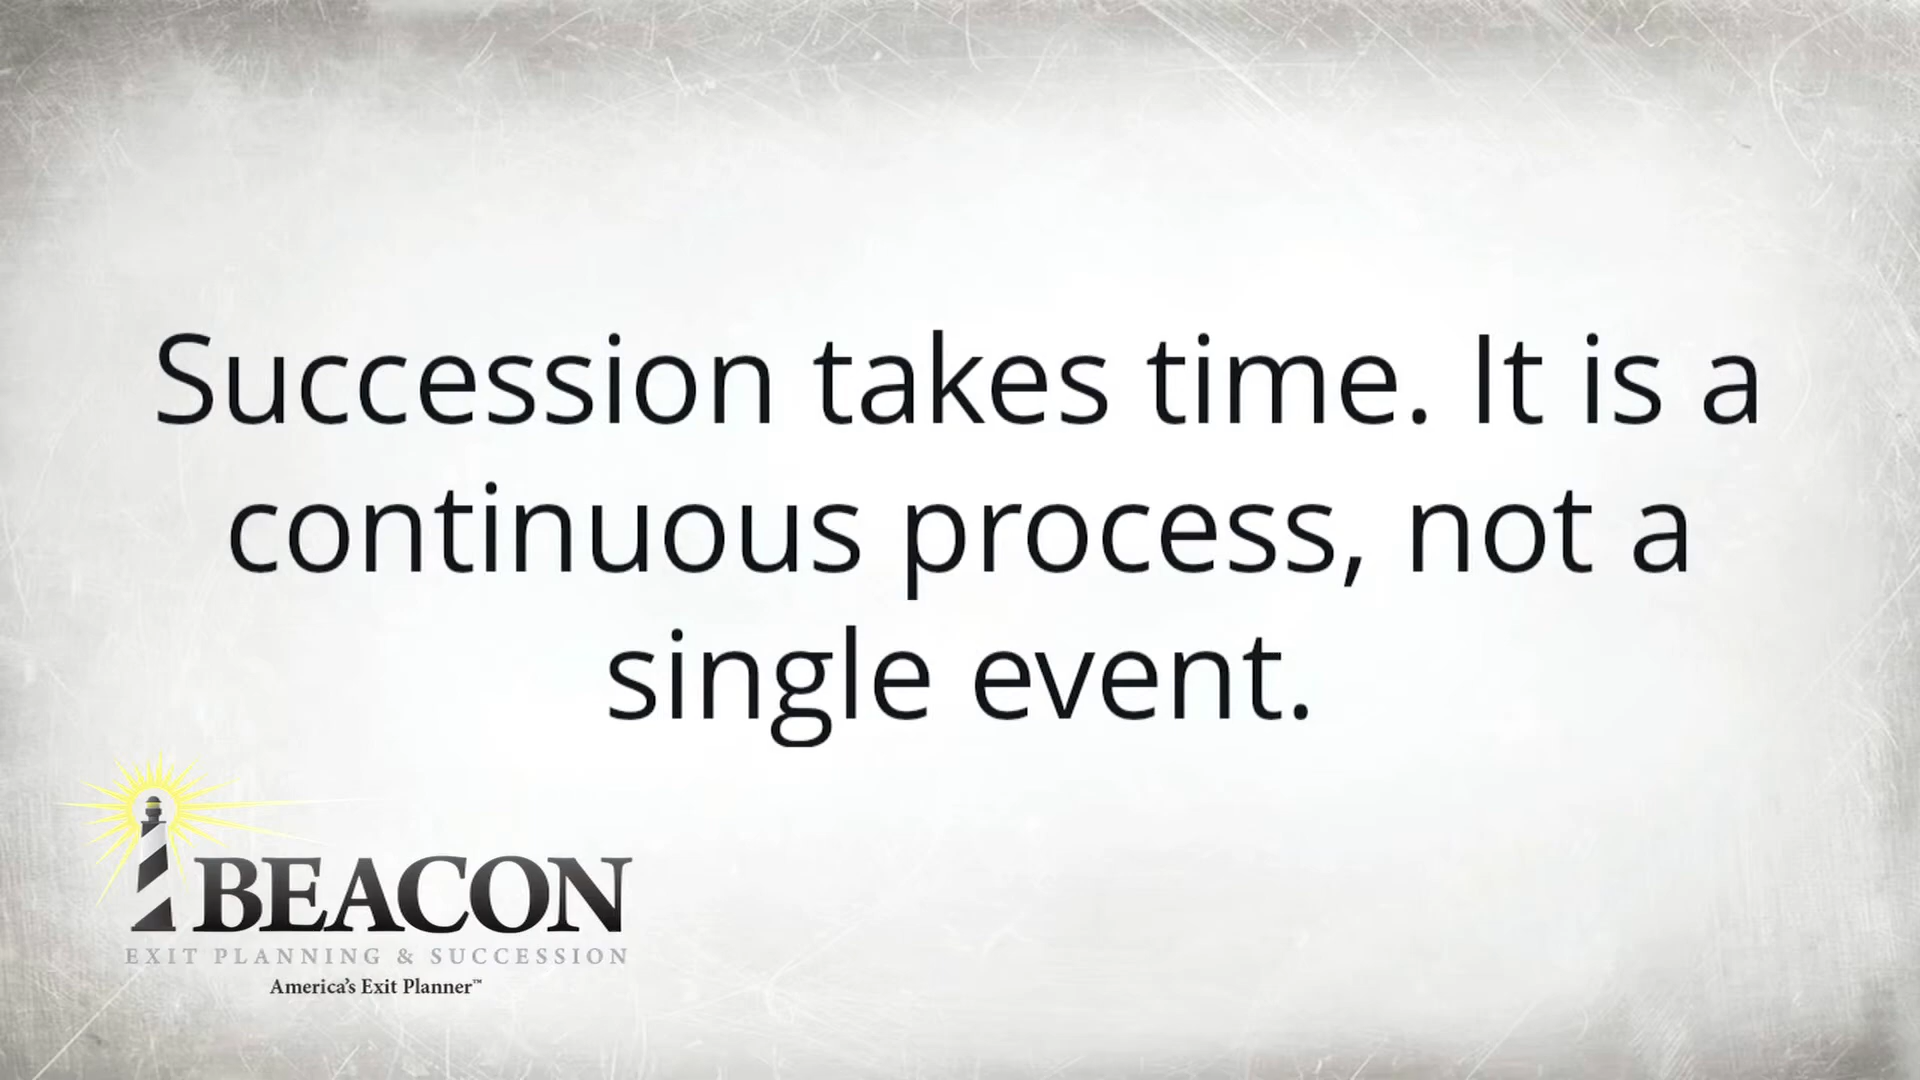 Succession takes time. It is a
continuous process, not a
single event.
BEACON
EXIT PLANNING & SUCCESSION
America's Exit Planner™